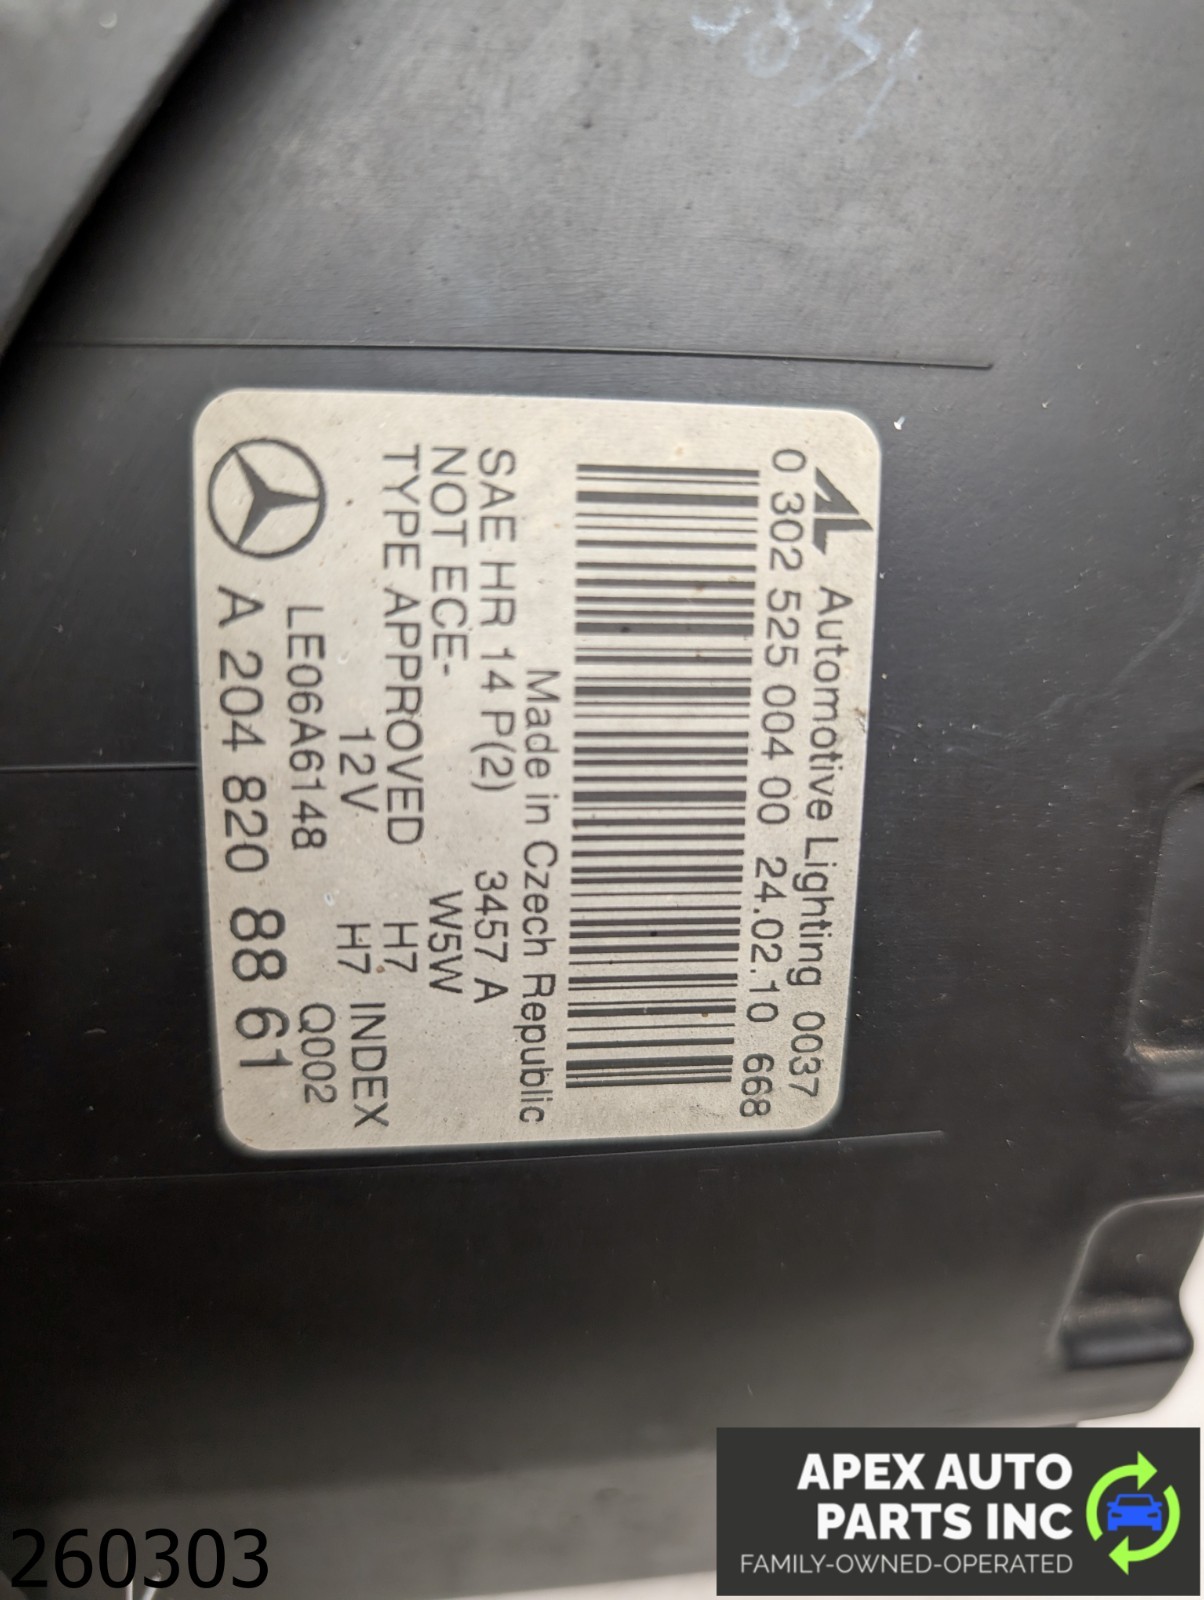 AL Automotive Lighting 0037
0 302 525 004 00 24.02.10 668
Made in Czech Republic
SAE HR 14 P(2) 3457 A
NOT ECE- W5W
TYPE APPROVED H7
12V H7 INDEX
LE06A6148 Q002
A 204 820 88 61
260303
APEX AUTO
PARTS INC
FAMILY-OWNED-OPERATED